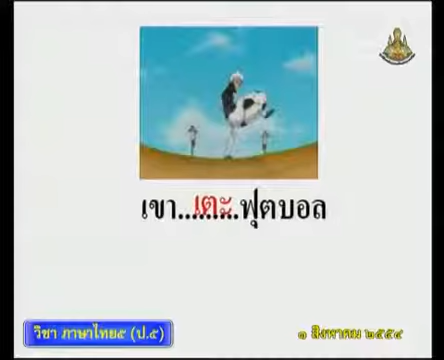 เขา.........ฟุตบอล
เตะ
วิชา ภาษาไทย๕ (ป.๕)
๑ สิงหาคม ๒๕๕๔